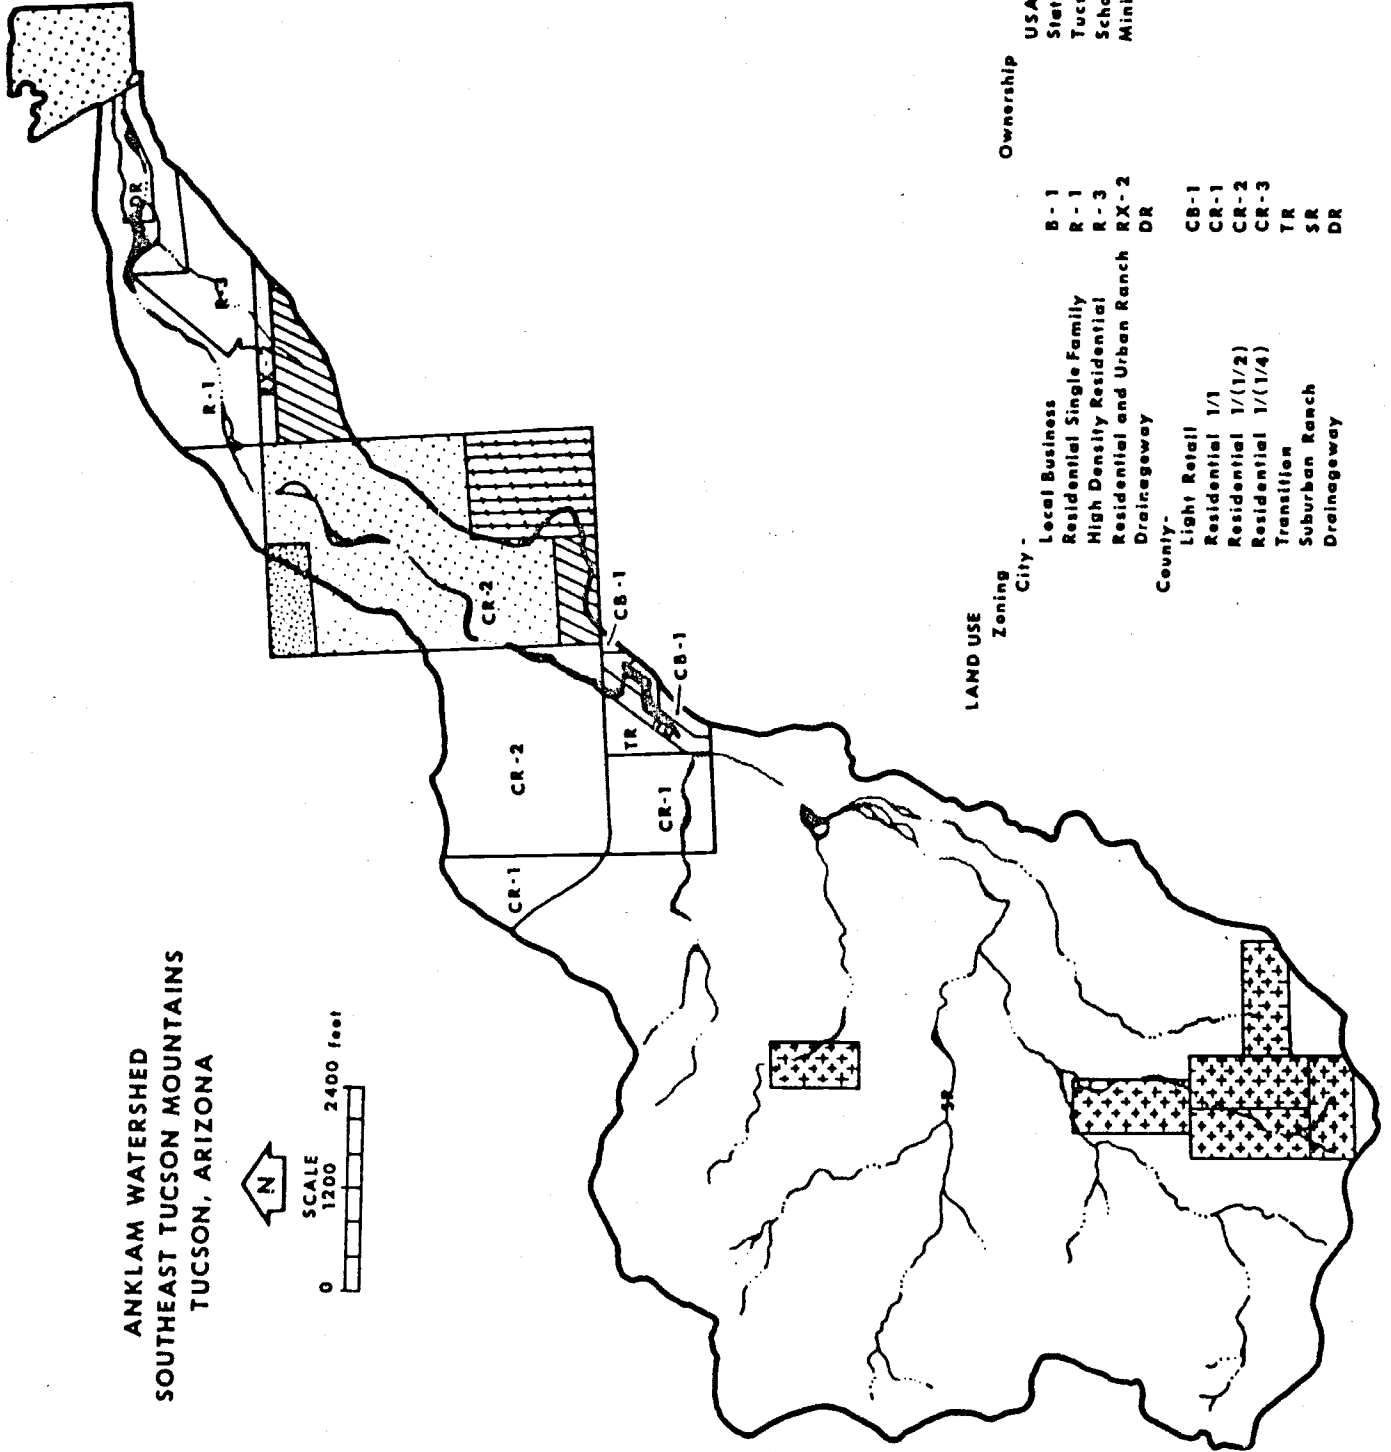 ANKLAM WATERSHED
SOUTHEAST TUCSON MOUNTAINS
TUCSON, ARIZONA
N
SCALE
0 1200 2400 feet
DR
R-3
R-1
RX-2
CR-2
CB-1
CB-1
TR
CR-2
CR-1
CR-1
SR
LAND USE
Zoning
City -
Local Business B-1
Residential Single Family R-1
High Density Residential R-3
Residential and Urban Ranch RX-2
Drainageway DR
County-
Light Retail CB-1
Residential 1/1 CR-1
Residential 1/(1/2) CR-2
Residential 1/(1/4) CR-3
Transition TR
Suburban Ranch SR
Drainageway DR
Ownership
USA